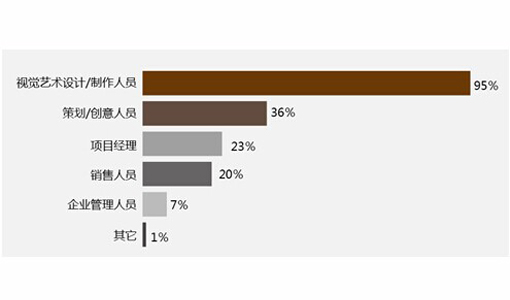 视觉艺术设计/制作人员 95%
策划/创意人员 36%
项目经理 23%
销售人员 20%
企业管理人员 7%
其它 1%